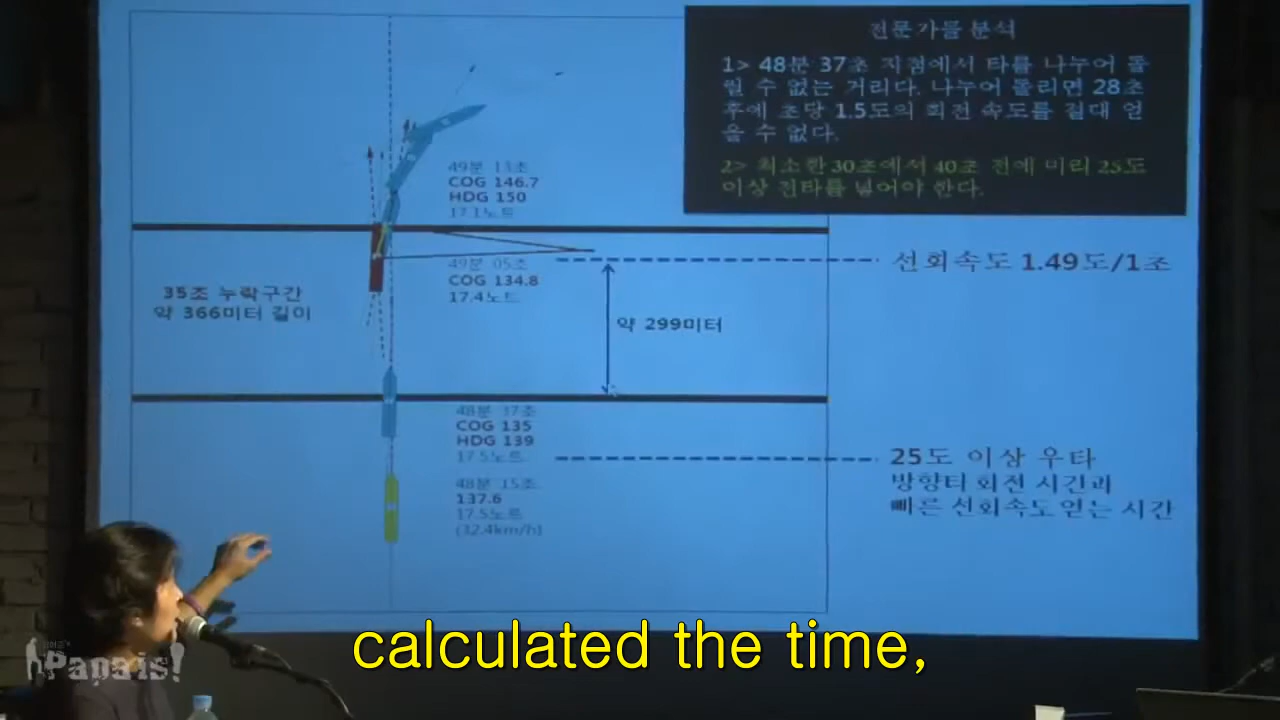 전문가들 분석
1> 48분 37초 지점에서 타를 나누어 돌
릴 수 없는 거리다. 나누어 돌리면 28초
후에 초당 1.5도의 회전 속도를 절대 얻
을 수 없다.
2> 최소한 30초에서 40초 전에 미리 25도
이상 전타를 넣어야 한다.
49분 13초
COG 146.7
HDG 150
17.1노트
49분 05초
COG 134.8
17.4노트
선회속도 1.49도/1초
35초 누락구간
약 366미터 길이
약 299미터
48분 37초
COG 135
HDG 139
17.5노트
48분 15초
137.6
17.5노트
(32.4km/h)
25도 이상 우타
방향타 회전 시간과
빠른 선회속도얻는 시간
calculated the time,
Papa is!